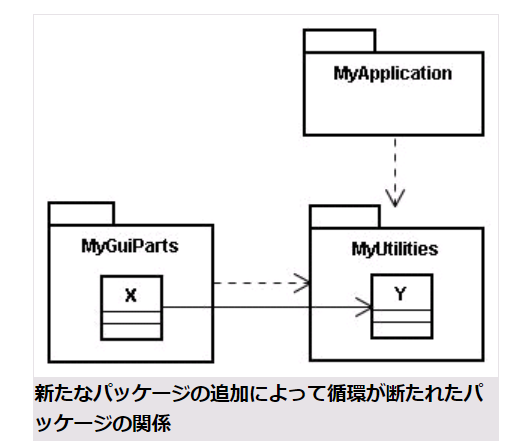 MyApplication
MyGuiParts
MyUtilities
X
Y
新たなパッケージの追加によって循環が断たれたパ
ッケージの関係